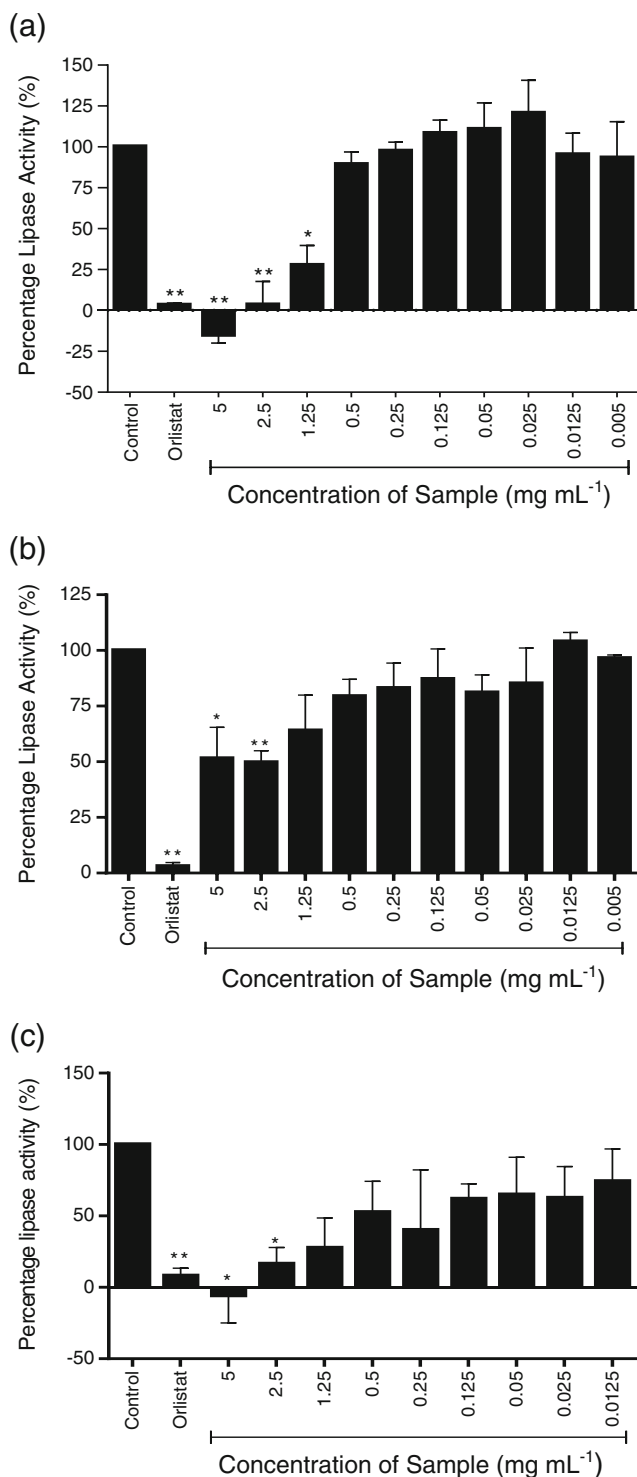 (a)
Percentage Lipase Activity (%)
150
125
100
75
50
25
0
-25
-50
** ** ** *
Control Orlistat 5 2.5 1.25 0.5 0.25 0.125 0.05 0.025 0.0125 0.005
Concentration of Sample (mg mL⁻¹)
(b)
Percentage Lipase Activity (%)
125
100
75
50
25
0
** * **
Control Orlistat 5 2.5 1.25 0.5 0.25 0.125 0.05 0.025 0.0125 0.005
Concentration of Sample (mg mL⁻¹)
(c)
Percentage lipase activity (%)
150
100
50
0
-50
** * *
Control Orlistat 5 2.5 1.25 0.5 0.25 0.125 0.05 0.025 0.0125
Concentration of Sample (mg mL⁻¹)